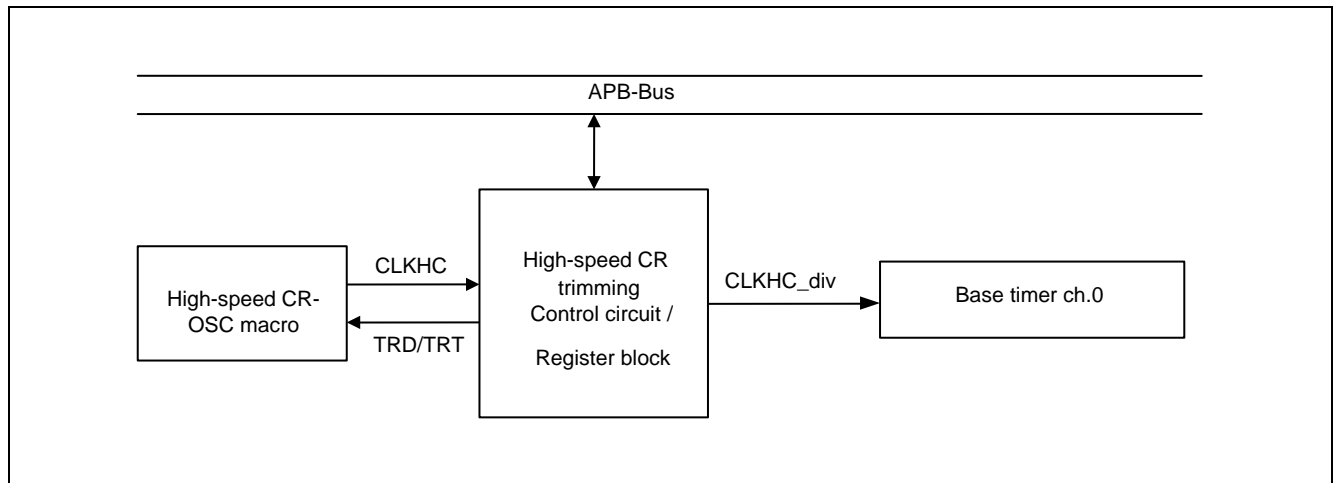 APB-Bus
High-speed CR-
OSC macro
CLKHC
TRD/TRT
High-speed CR
trimming
Control circuit /
Register block
CLKHC_div
Base timer ch.0